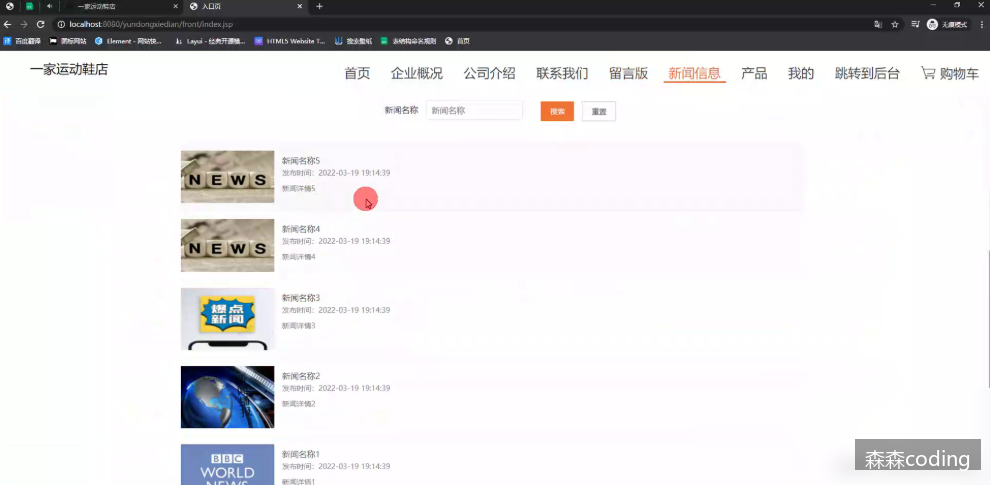 一家运动鞋店
入口页
localhost:8080/yundongxiedian/front/index.jsp
无痕模式
百度翻译 图标网站 Element - 网站快... Layui - 经典开源模... HTML5 Website T... 搜索壁纸 表结构命名规则 首页
一家运动鞋店
首页 企业概况 公司介绍 联系我们 留言版 新闻信息 产品 我的 跳转到后台 购物车
新闻名称 新闻名称 搜索 重置
NEWS
新闻名称5
发布时间：2022-03-19 19:14:39
新闻详情5
NEWS
新闻名称4
发布时间：2022-03-19 19:14:39
新闻详情4
爆点
新闻
新闻名称3
发布时间：2022-03-19 19:14:39
新闻详情3
新闻名称2
发布时间：2022-03-19 19:14:39
新闻详情2
BBC
WORLD
NEWS
新闻名称1
发布时间：2022-03-19 19:14:39
新闻详情1
森森coding